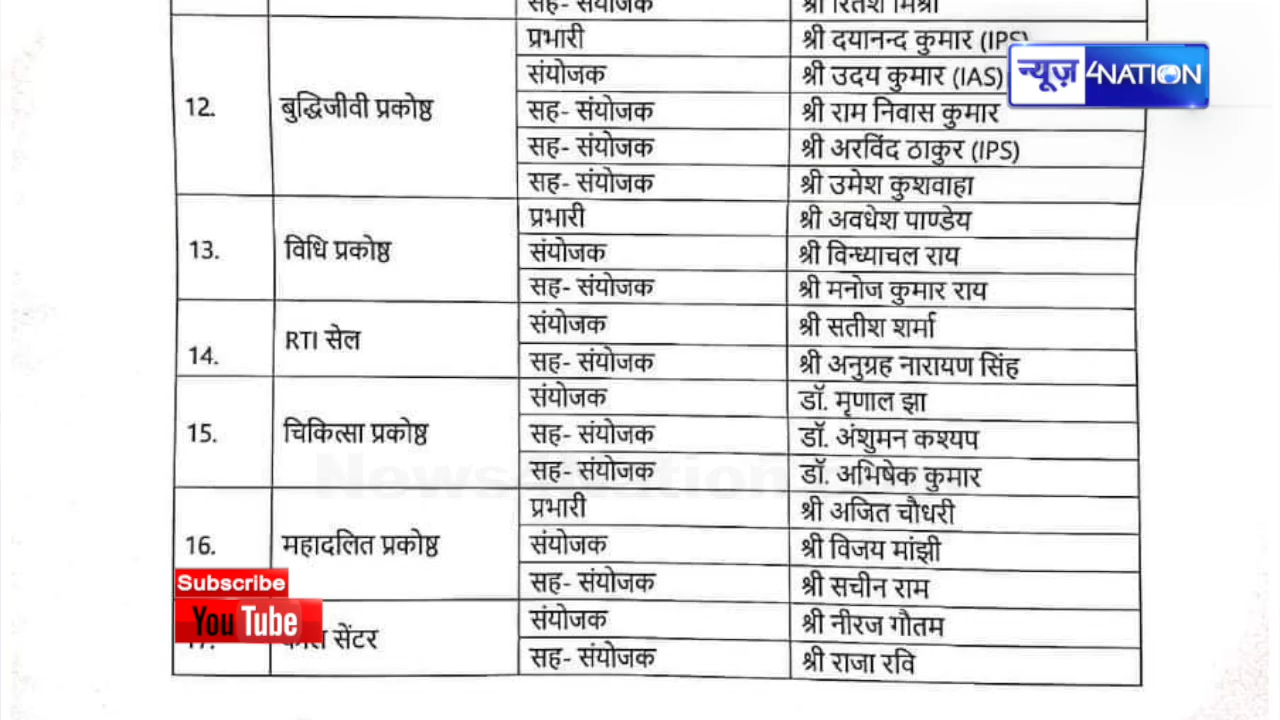 सह- संयोजक श्री रितेश मिश्रा
12. बुद्धिजीवी प्रकोष्ठ प्रभारी श्री दयानन्द कुमार (IPS)
संयोजक श्री उदय कुमार (IAS)
सह- संयोजक श्री राम निवास कुमार
सह- संयोजक श्री अरविंद ठाकुर (IPS)
सह- संयोजक श्री उमेश कुशवाहा
13. विधि प्रकोष्ठ प्रभारी श्री अवधेश पाण्डेय
संयोजक श्री विन्ध्याचल राय
सह- संयोजक श्री मनोज कुमार राय
14. RTI सेल संयोजक श्री सतीश शर्मा
सह- संयोजक श्री अनुग्रह नारायण सिंह
15. चिकित्सा प्रकोष्ठ संयोजक डॉ. मृणाल झा
सह- संयोजक डॉ. अंशुमन कश्यप
सह- संयोजक डॉ. अभिषेक कुमार
16. महादलित प्रकोष्ठ प्रभारी श्री अजित चौधरी
संयोजक श्री विजय मांझी
सह- संयोजक श्री सचीन राम
17. सेंटर संयोजक श्री नीरज गौतम
सह- संयोजक श्री राजा रवि
न्यूज़ 4NATION
Subscribe
YouTube